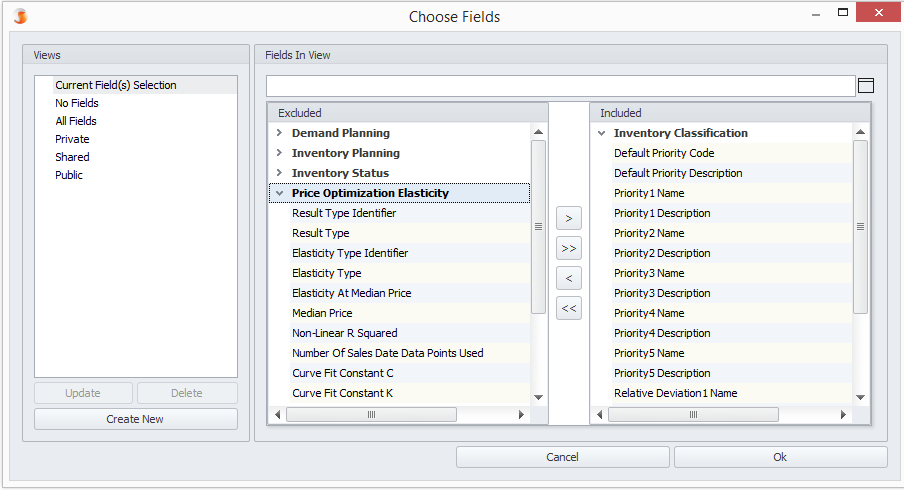 Choose Fields
Views
Current Field(s) Selection
No Fields
All Fields
Private
Shared
Public
Update
Delete
Create New
Fields In View
Excluded
Demand Planning
Inventory Planning
Inventory Status
Price Optimization Elasticity
Result Type Identifier
Result Type
Elasticity Type Identifier
Elasticity Type
Elasticity At Median Price
Median Price
Non-Linear R Squared
Number Of Sales Date Data Points Used
Curve Fit Constant C
Curve Fit Constant K
>
>>
<
<<
Included
Inventory Classification
Default Priority Code
Default Priority Description
Priority1 Name
Priority1 Description
Priority2 Name
Priority2 Description
Priority3 Name
Priority3 Description
Priority4 Name
Priority4 Description
Priority5 Name
Priority5 Description
Relative Deviation1 Name
Cancel
Ok